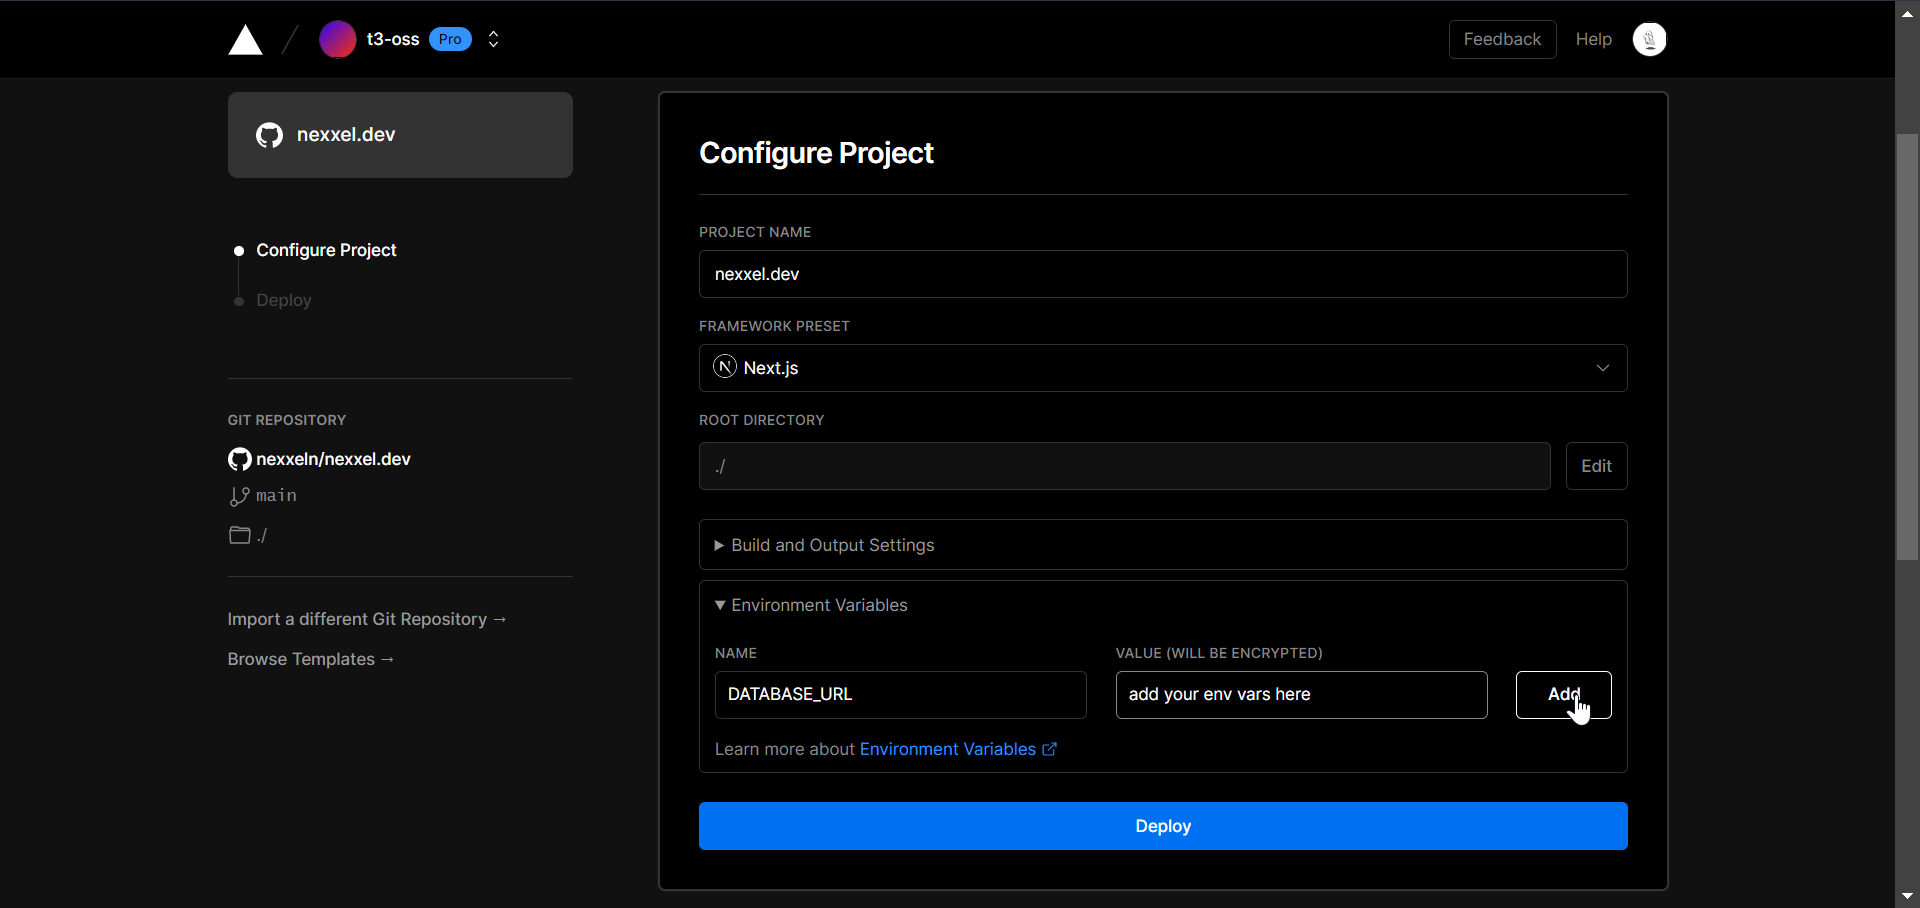 t3-oss Pro
Feedback Help
nexxel.dev
Configure Project
Deploy
GIT REPOSITORY
nexxeln/nexxel.dev
main
./
Import a different Git Repository →
Browse Templates →
Configure Project
PROJECT NAME
nexxel.dev
FRAMEWORK PRESET
Next.js
ROOT DIRECTORY
./
Edit
Build and Output Settings
Environment Variables
NAME
VALUE (WILL BE ENCRYPTED)
DATABASE_URL
add your env vars here
Add
Learn more about Environment Variables
Deploy